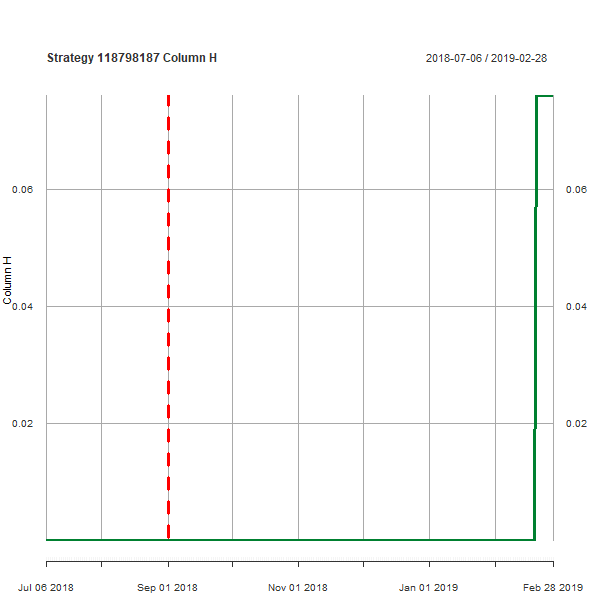 Strategy 118798187 Column H
2018-07-06 / 2019-02-28
0.06
0.06
Column H
0.04
0.04
0.02
0.02
Jul 06 2018
Sep 01 2018
Nov 01 2018
Jan 01 2019
Feb 28 2019